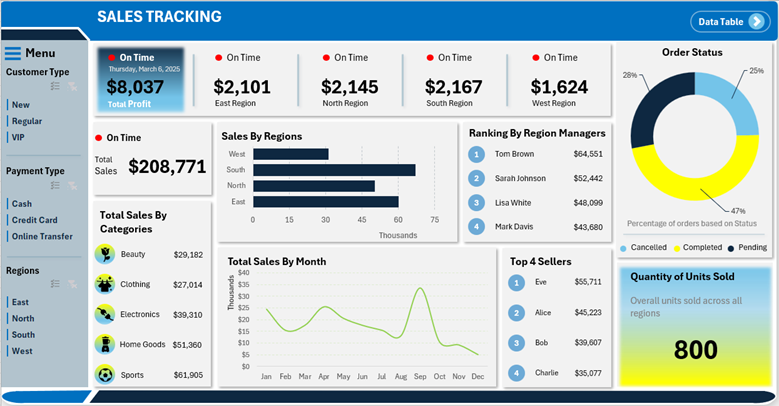 SALES TRACKING
Data Table
Menu
Customer Type
New
Regular
VIP
Payment Type
Cash
Credit Card
Online Transfer
Regions
East
North
South
West
On Time
Thursday, March 6, 2025
$8,037
Total Profit
On Time
$2,101
East Region
On Time
$2,145
North Region
On Time
$2,167
South Region
On Time
$1,624
West Region
On Time
Total
Sales
$208,771
Sales By Regions
West
South
North
East
0 15 30 45 60 75
Thousands
Ranking By Region Managers
1 Tom Brown $64,551
2 Sarah Johnson $52,442
3 Lisa White $48,099
4 Mark Davis $43,680
Order Status
28%
25%
47%
Percentage of orders based on Status
Cancelled Completed Pending
Total Sales By
Categories
Beauty $29,182
Clothing $27,014
Electronics $39,310
Home Goods $51,360
Sports $61,905
Total Sales By Month
Thousands
$40
$35
$30
$25
$20
$15
$10
$5
$0
Jan Feb Mar Apr May Jun Jul Aug Sep Oct Nov Dec
Top 4 Sellers
1 Eve $55,711
2 Alice $45,223
3 Bob $39,607
4 Charlie $35,077
Quantity of Units Sold
Overall units sold across all
regions
800